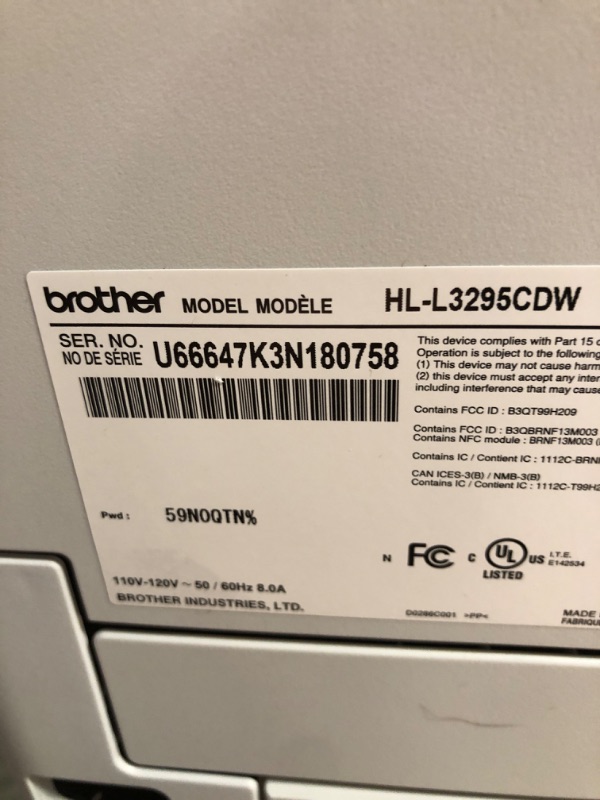 brother MODEL MODÈLE HL-L3295CDW
SER. NO.
NO DE SÉRIE U66647K3N180758
This device complies with Part 15
Operation is subject to the following
(1) This device may not cause harm
(2) this device must accept any inter
including interference that may cause
Contains FCC ID : B3QT99H209
Contains FCC ID : B3QBRNF13M003
Contains NFC module : BRNF13M003
Contains IC / Contient IC : 1112C-BRN
CAN ICES-3(B) / NMB-3(B)
Contains IC / Contient IC : 1112C-T99H2
Pwd : 59N0QTN%
N FC C UL US I.T.E.
E142534
LISTED
110V-120V ~ 50 / 60Hz 8.0A
BROTHER INDUSTRIES, LTD.
D0286C001 >PP<
MADE
FABRIQU